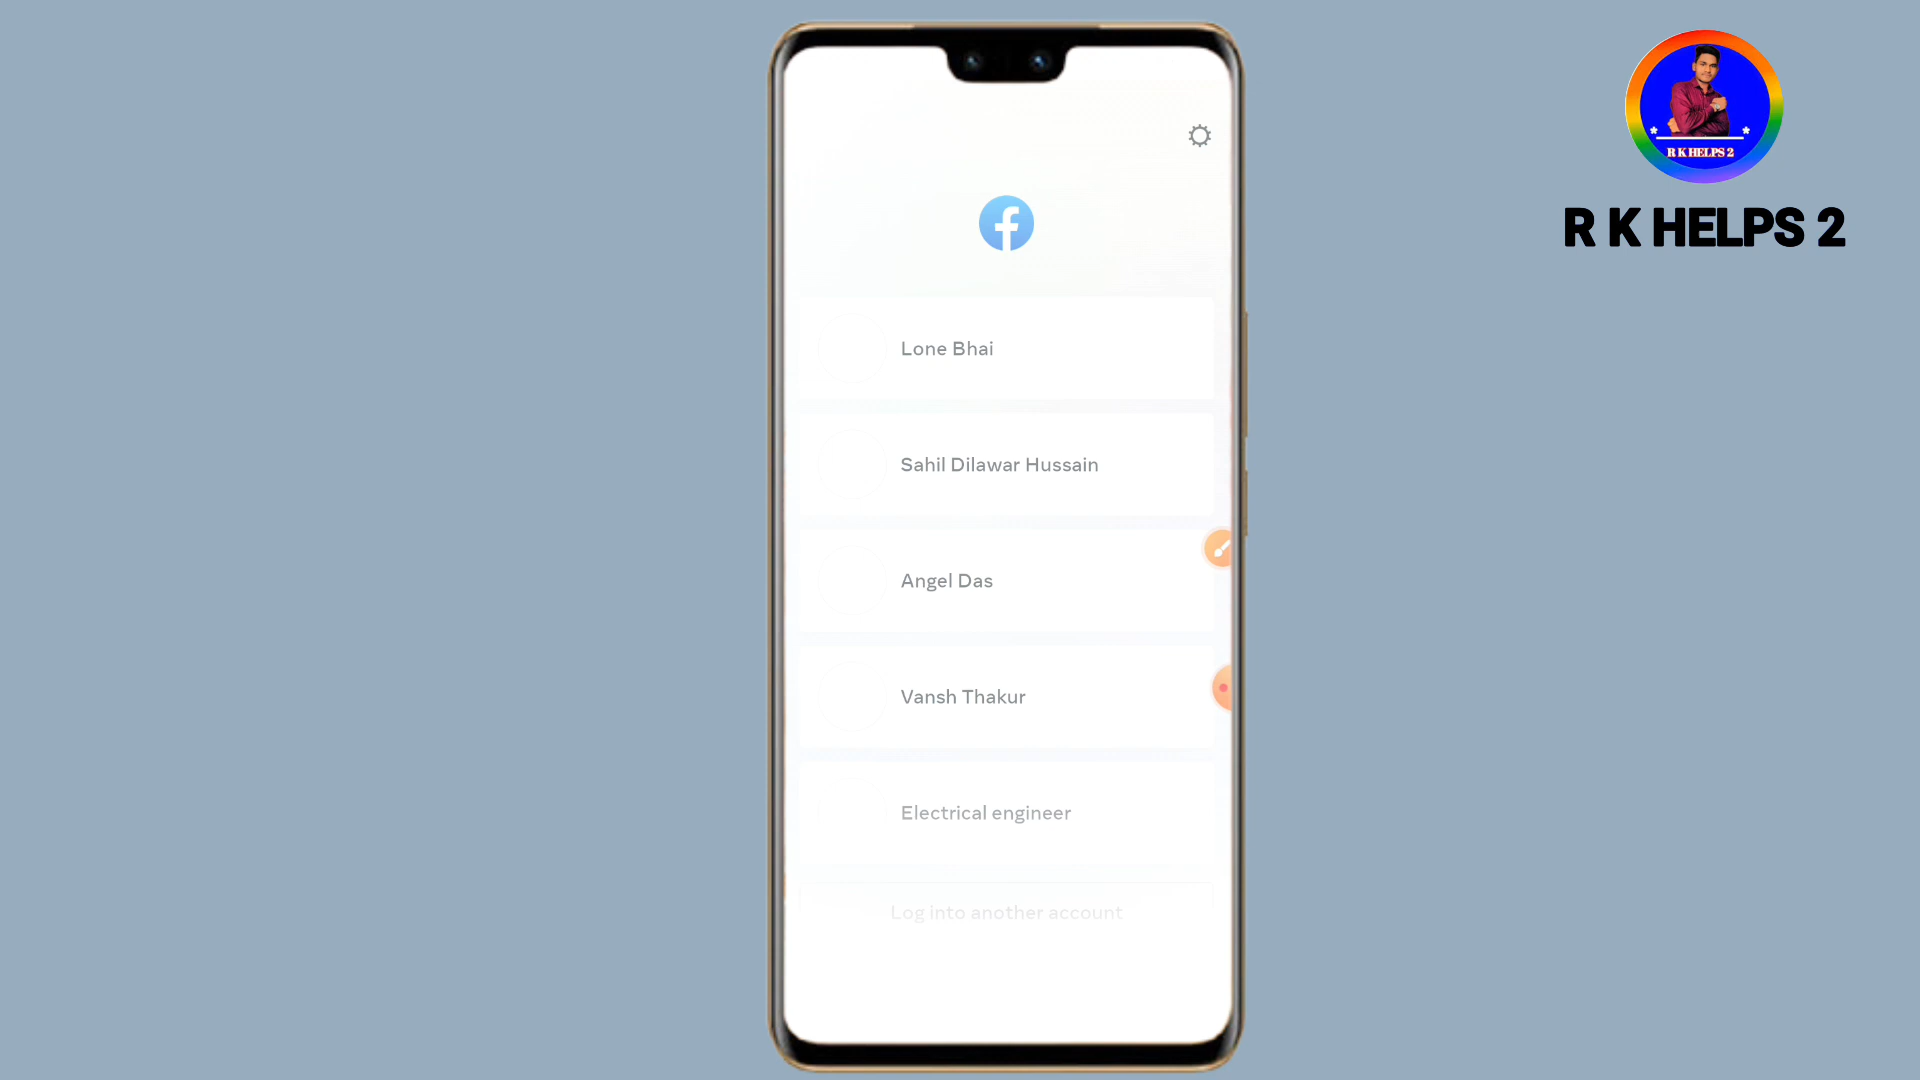 R K HELPS 2
R K HELPS 2
Lone Bhai
Sahil Dilawar Hussain
Angel Das
Vansh Thakur
Electrical engineer
Log into another account